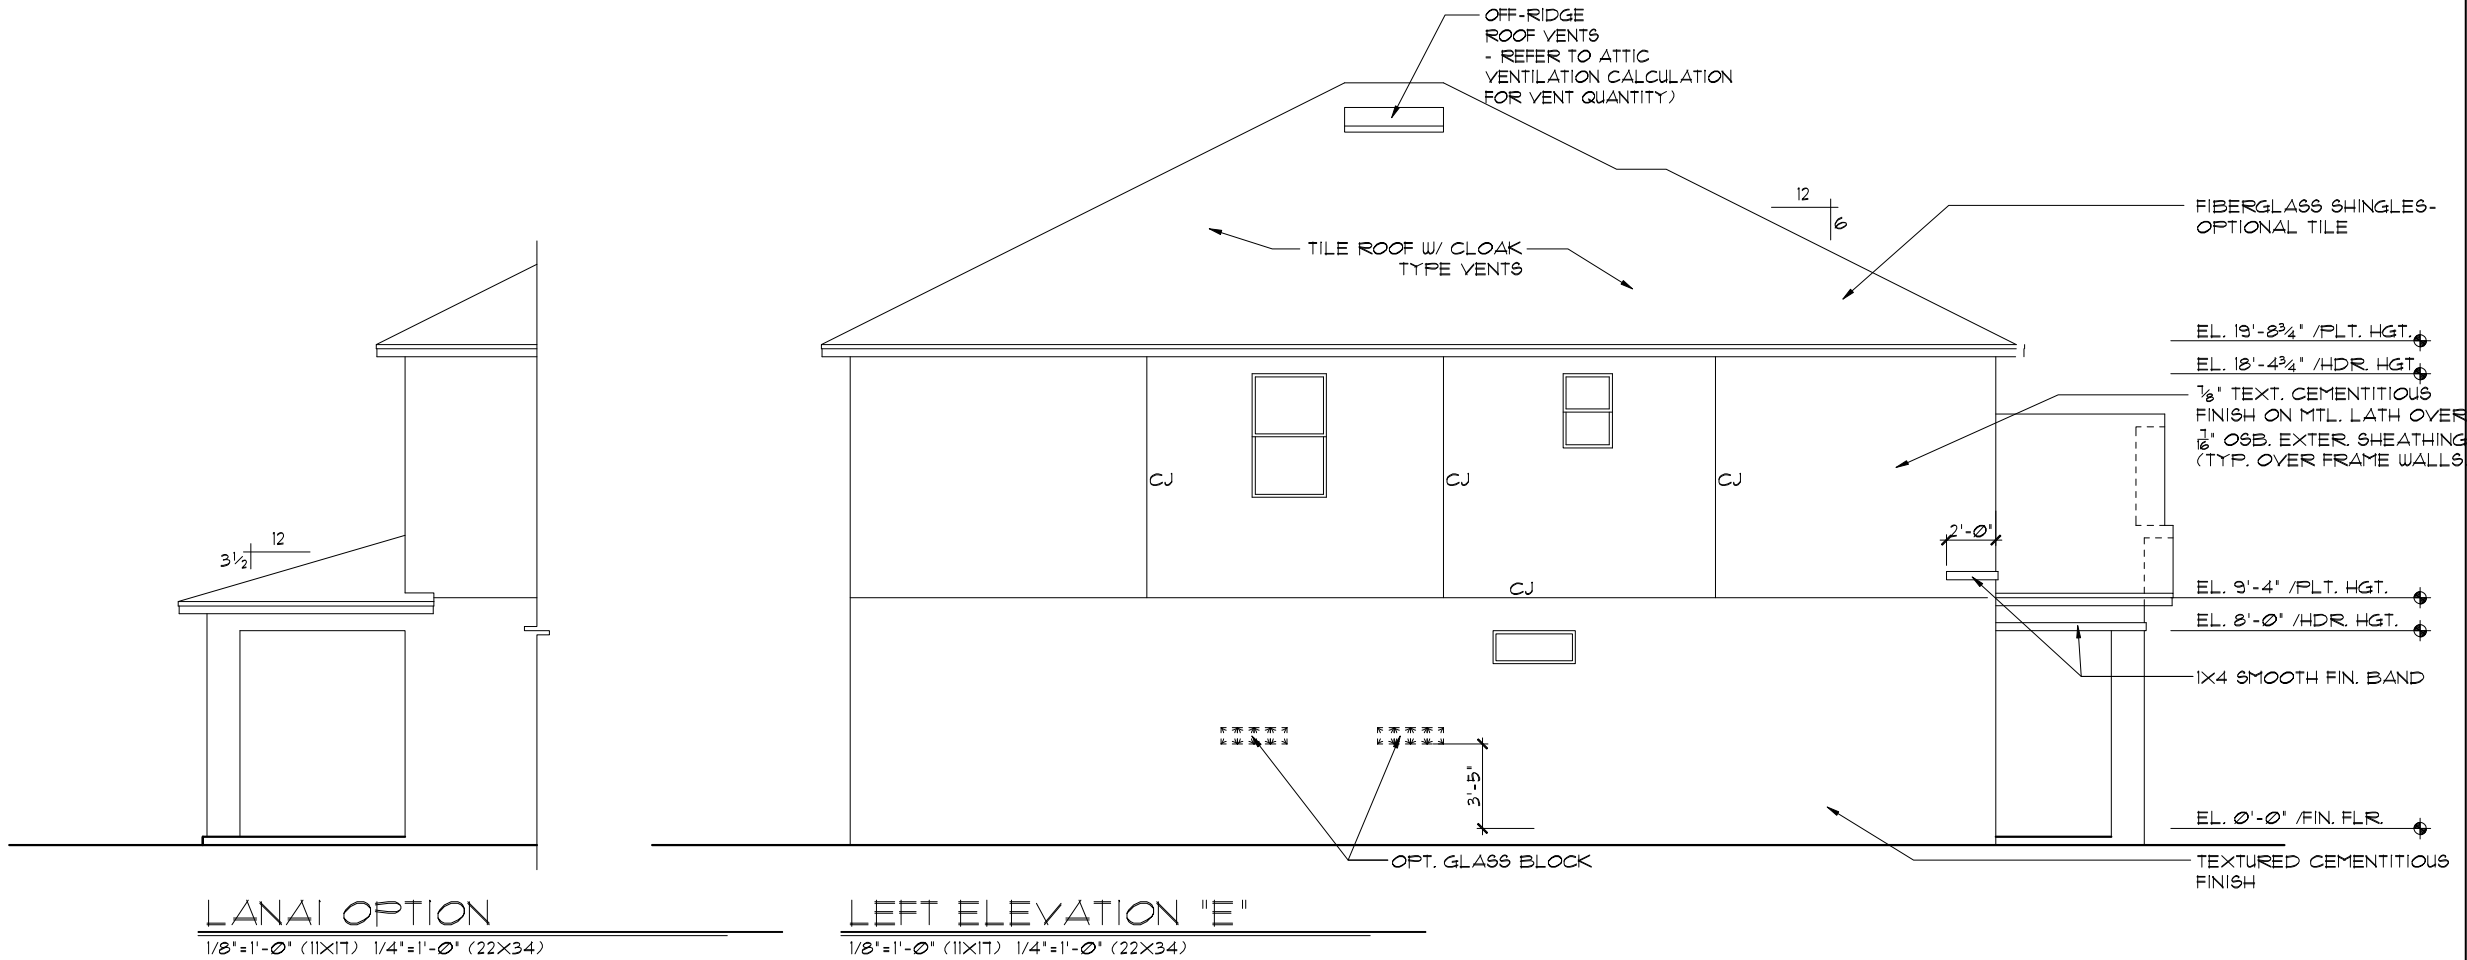 OFF-RIDGE
ROOF VENTS
- REFER TO ATTIC
VENTILATION CALCULATION
FOR VENT QUANTITY)
12
6
FIBERGLASS SHINGLES-
OPTIONAL TILE
TILE ROOF W/ CLOAK
TYPE VENTS
EL. 19'-8¾" /PLT. HGT.
EL. 18'-4¾" /HDR. HGT.
⅞" TEXT. CEMENTITIOUS
FINISH ON MTL. LATH OVER
7/16" OSB. EXTER. SHEATHING
(TYP. OVER FRAME WALLS
CJ
CJ
CJ
2'-0"
12
3½
CJ
EL. 9'-4" /PLT. HGT.
EL. 8'-0" /HDR. HGT.
1X4 SMOOTH FIN. BAND
3'-5"
EL. 0'-0" /FIN. FLR.
OPT. GLASS BLOCK
TEXTURED CEMENTITIOUS
FINISH
LANAI OPTION
1/8"=1'-0" (11X17) 1/4"=1'-0" (22X34)
LEFT ELEVATION "E"
1/8"=1'-0" (11X17) 1/4"=1'-0" (22X34)